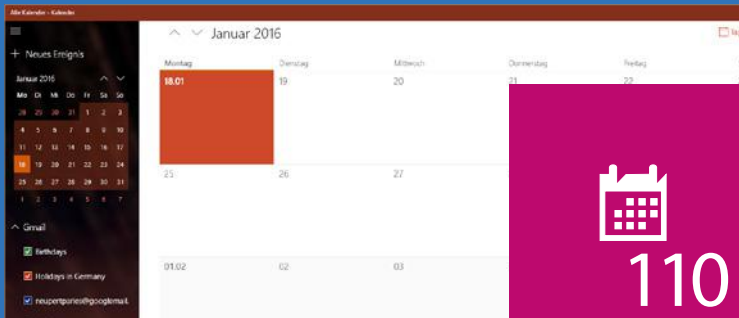 Alle Kalender – Kalender
+ Neues Ereignis
Januar 2016
Mo Di Mi Do Fr Sa So
28 29 30 31 1 2 3
4 5 6 7 8 9 10
11 12 13 14 15 16 17
18 19 20 21 22 23 24
25 26 27 28 29 30 31
1 2 3 4 5 6 7
Gmail
Birthdays
Holidays in Germany
neupertparies@googlemail.
Januar 2016
Montag Dienstag Mittwoch Donnerstag Freitag
18.01 19 20 21 22
25 26 27
01.02 02 03
110